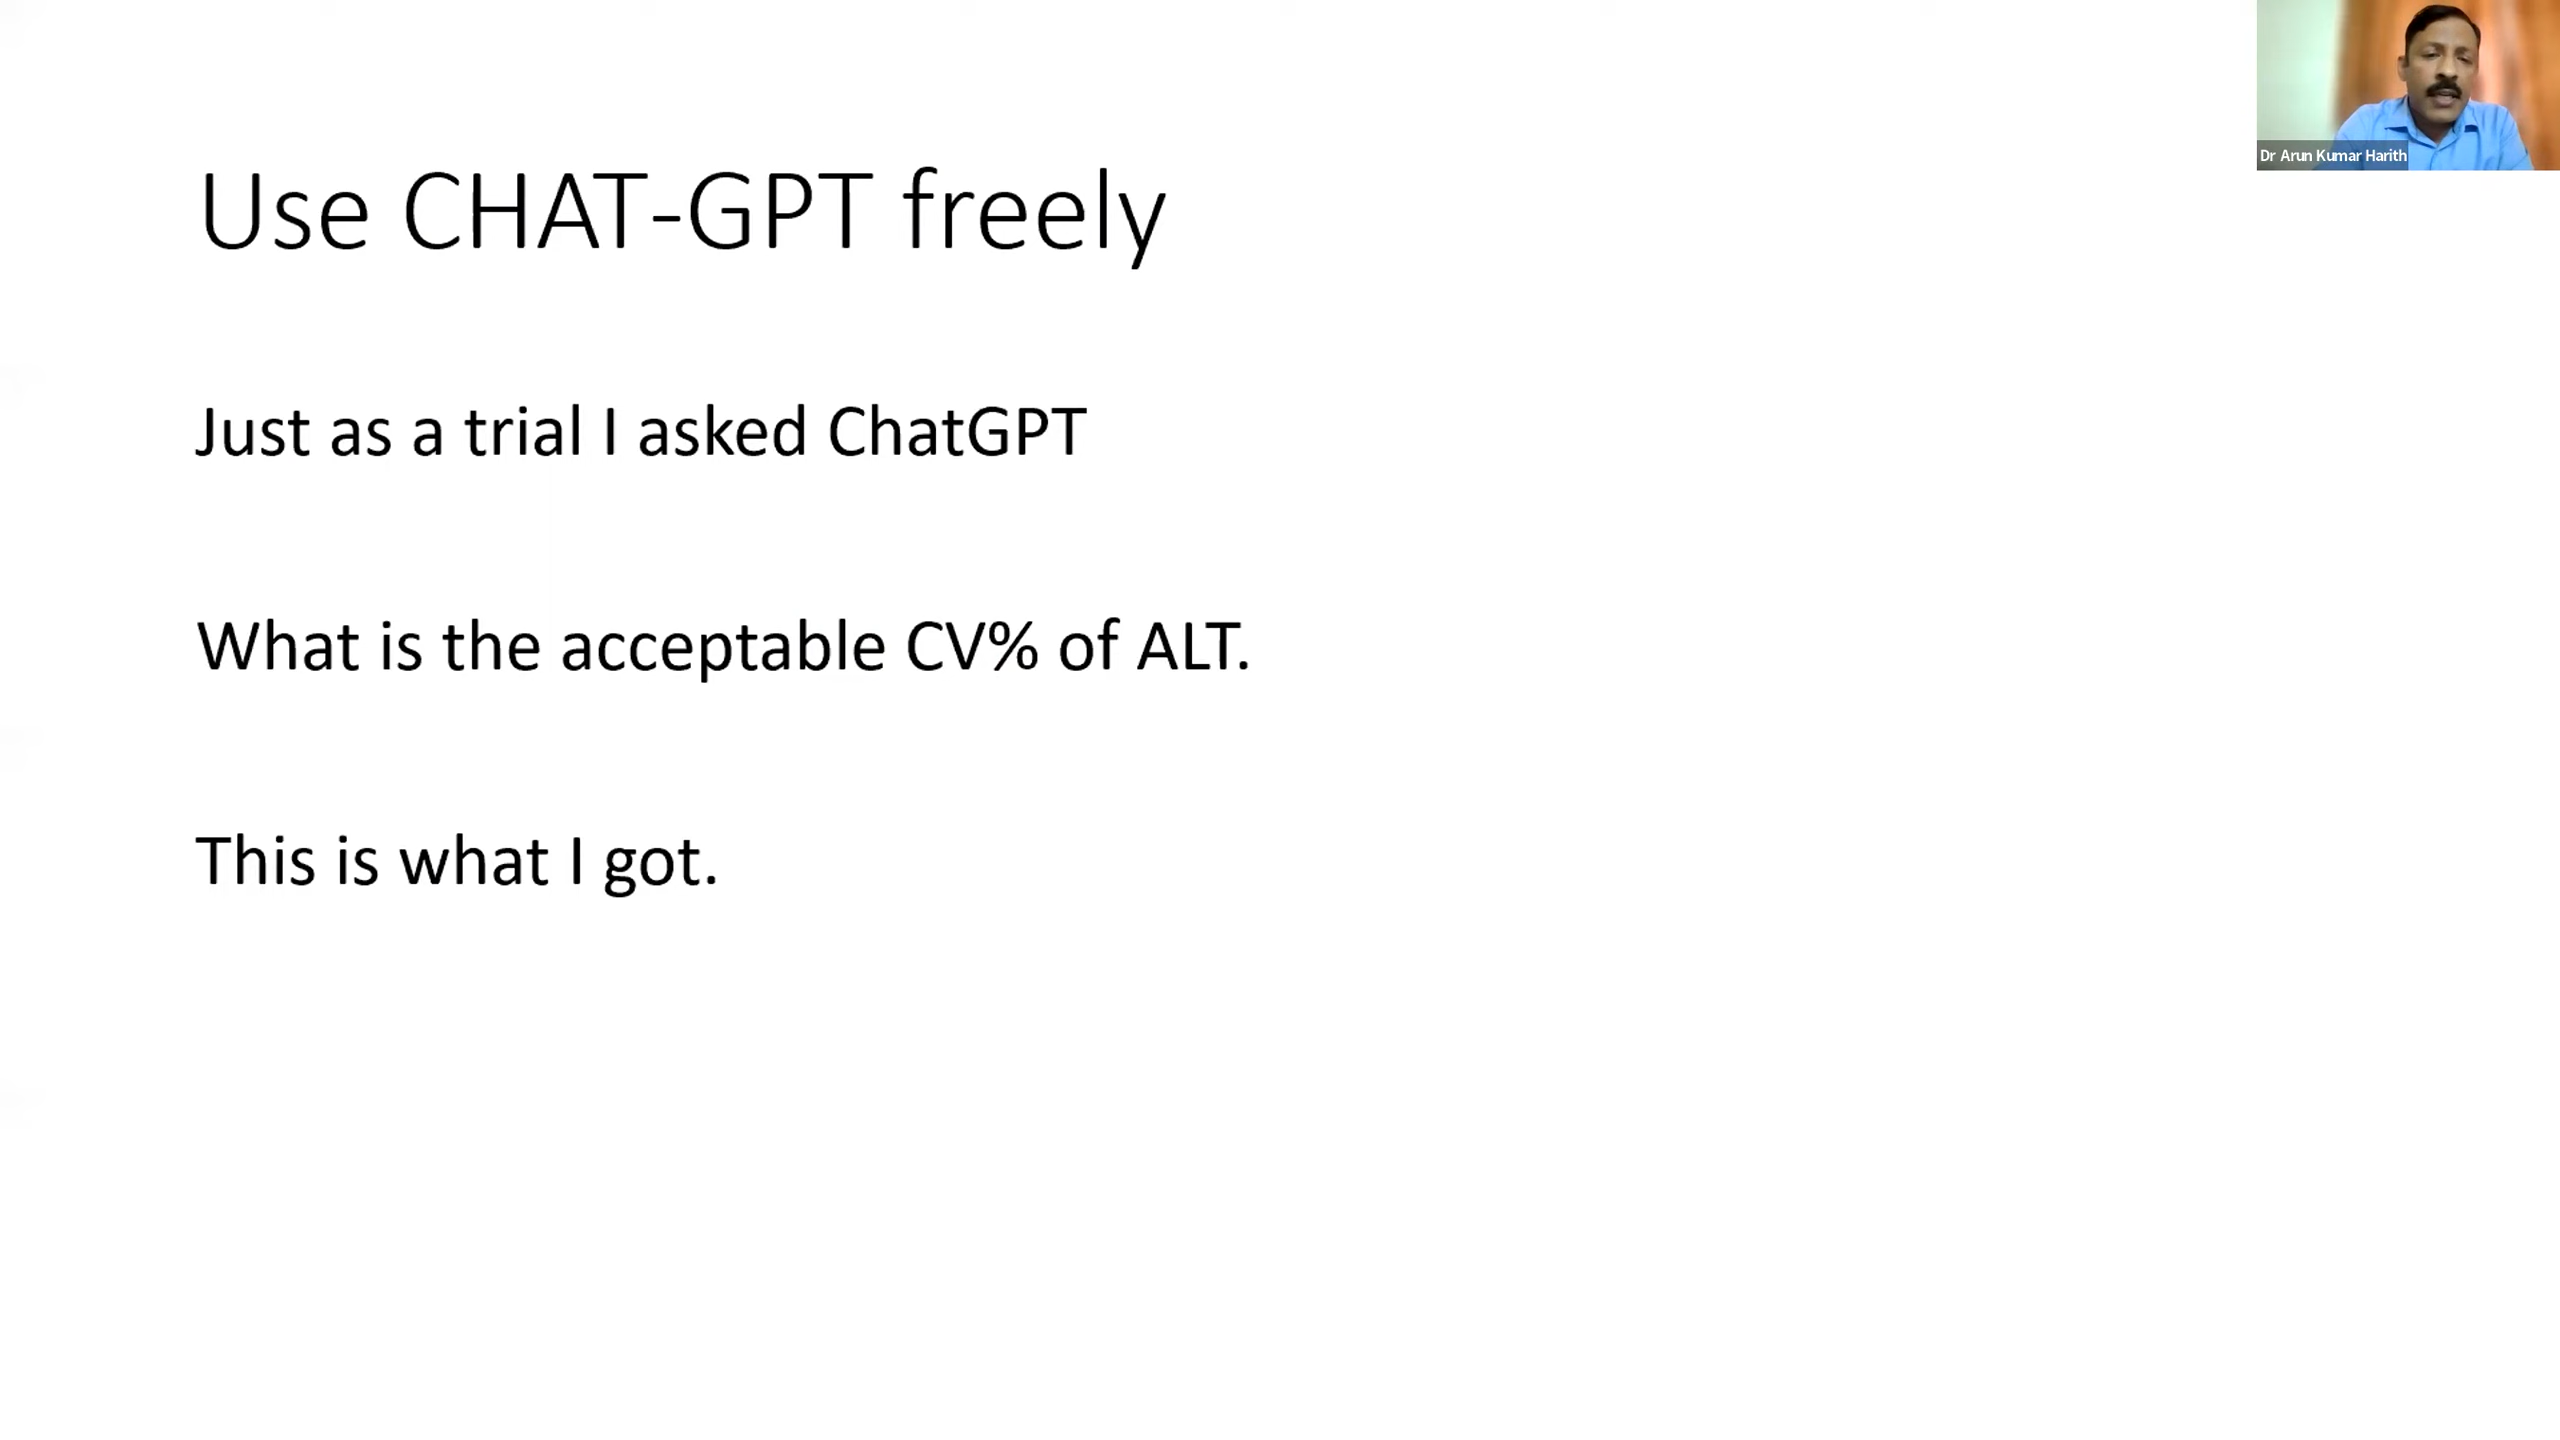 Use CHAT-GPT freely
Just as a trial I asked ChatGPT
What is the acceptable CV% of ALT.
This is what I got.
Dr Arun Kumar Harith